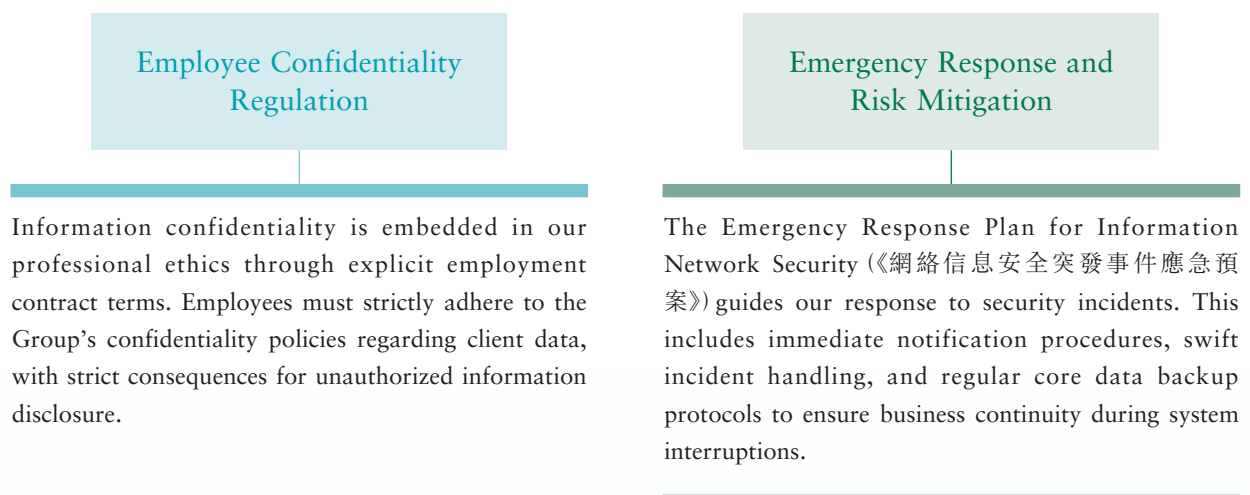 Employee Confidentiality
Regulation
Information confidentiality is embedded in our
professional ethics through explicit employment
contract terms. Employees must strictly adhere to the
Group’s confidentiality policies regarding client data,
with strict consequences for unauthorized information
disclosure.
Emergency Response and
Risk Mitigation
The Emergency Response Plan for Information
Network Security (《網絡信息安全突發事件應急預
案》) guides our response to security incidents. This
includes immediate notification procedures, swift
incident handling, and regular core data backup
protocols to ensure business continuity during system
interruptions.